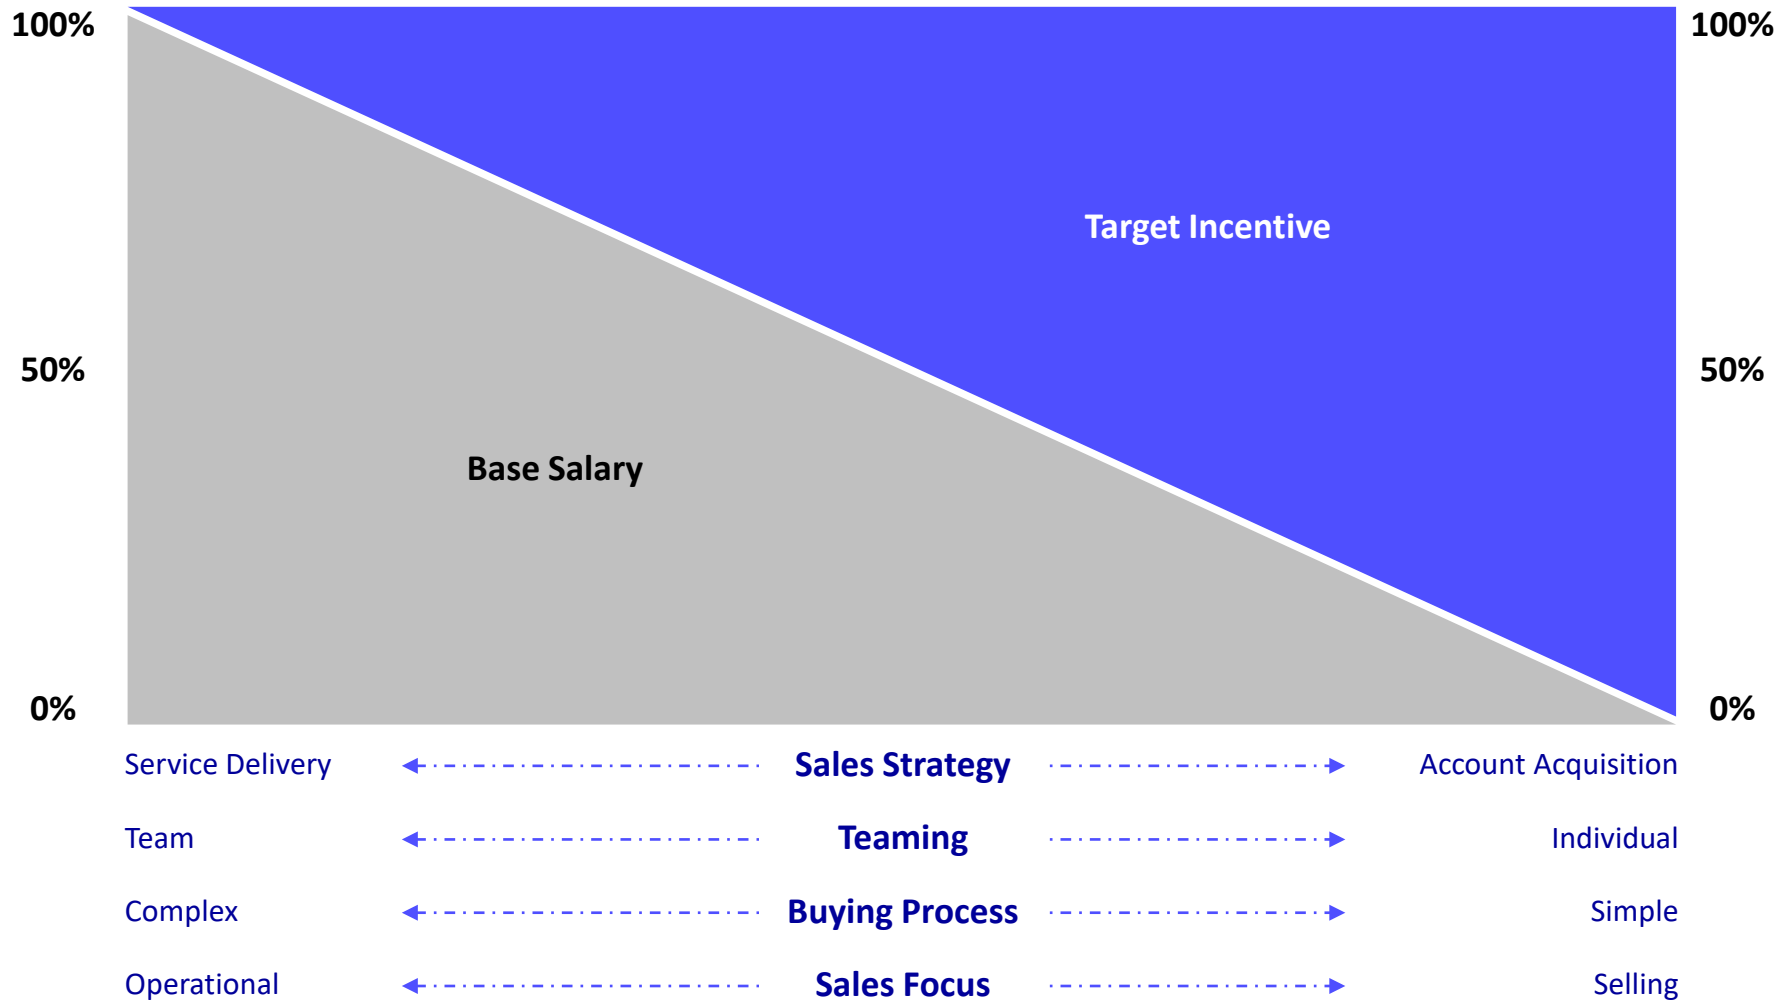 100%
100%
Target Incentive
50%
50%
Base Salary
0%
0%
Service Delivery Sales Strategy Account Acquisition
Team Teaming Individual
Complex Buying Process Simple
Operational Sales Focus Selling